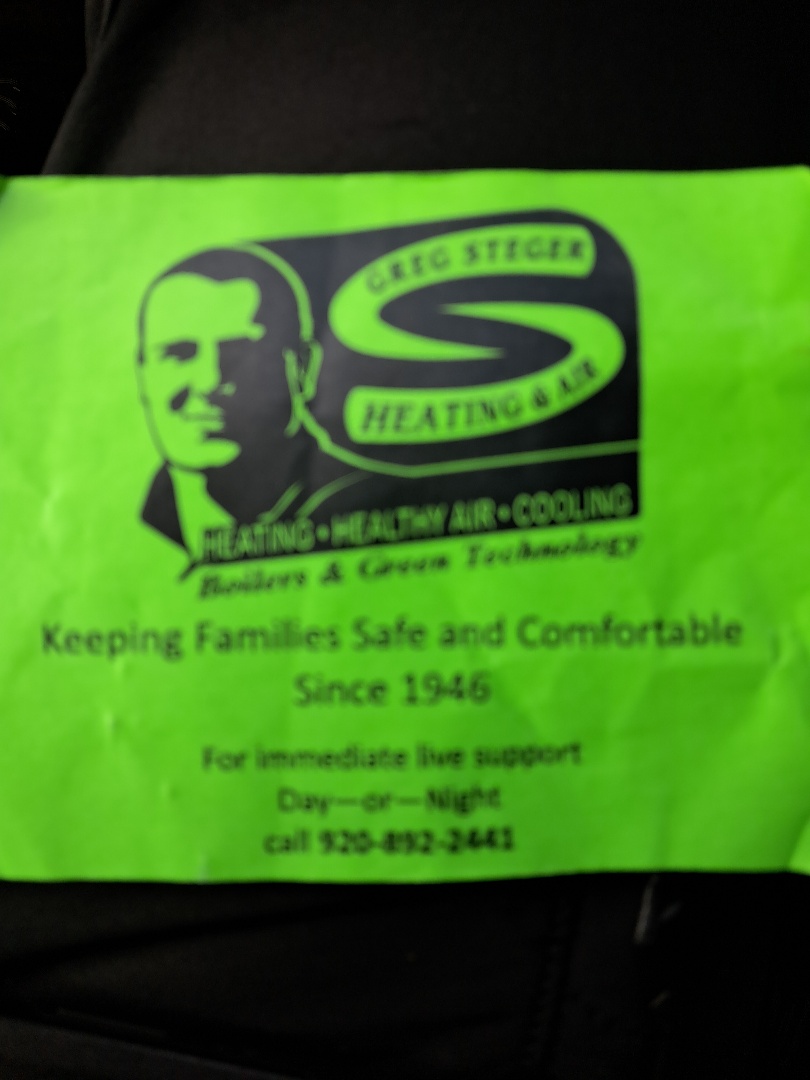 GREG STEGER
HEATING & AIR
HEATING • HEALTHY AIR • COOLING
Boilers & Green Technology
Keeping Families Safe and Comfortable
Since 1946
For immediate live support
Day—or—Night
call 920-892-2441